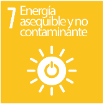 7 Energía
asequible y no
contaminante